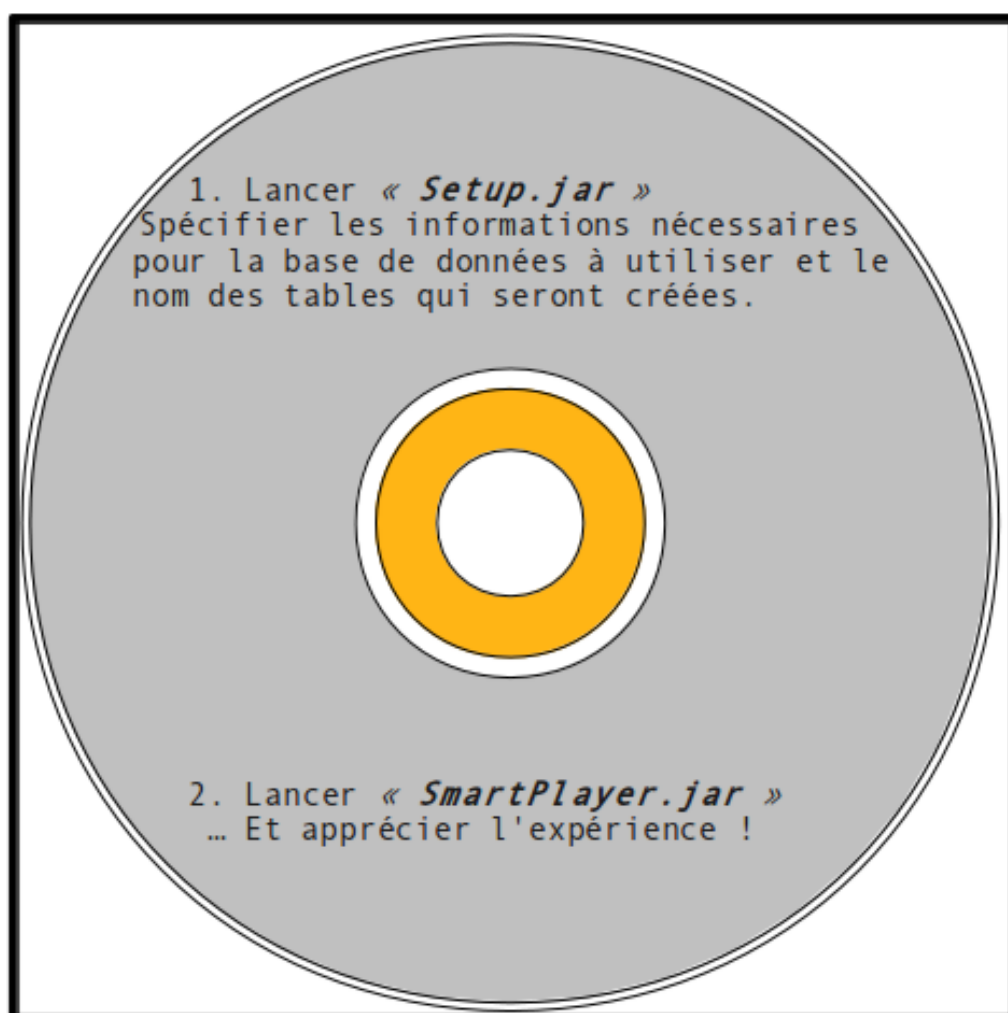 1. Lancer « Setup.jar »
Spécifier les informations nécessaires
pour la base de données à utiliser et le
nom des tables qui seront créées.
2. Lancer « SmartPlayer.jar »
… Et apprécier l'expérience !